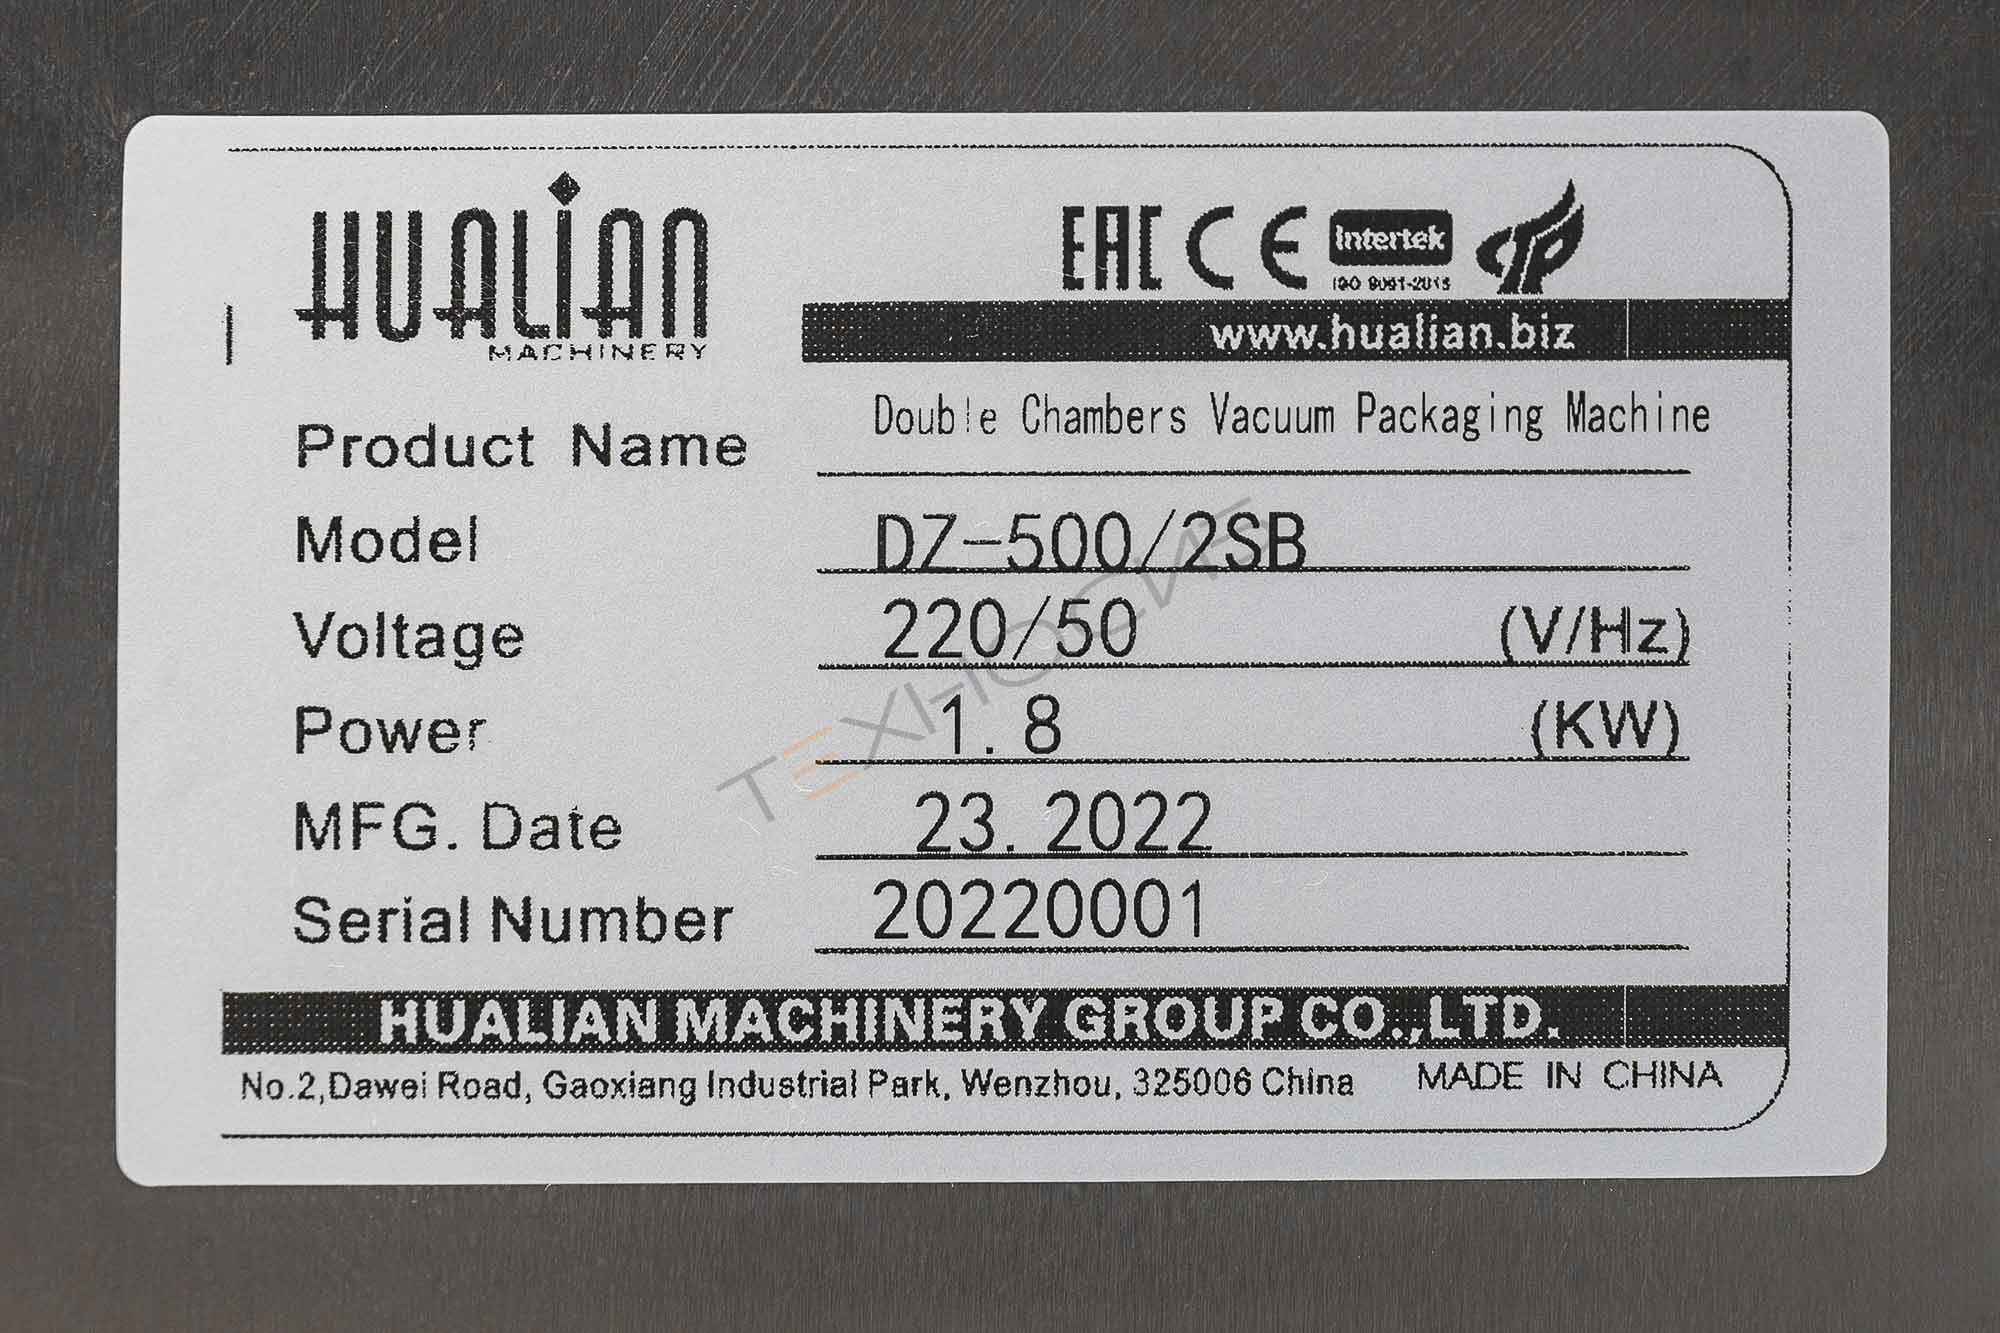 HUALIAN
MACHINERY
EAC CE Intertek
ISO 9001-2015
www.hualian.biz
Product Name Double Chambers Vacuum Packaging Machine
Model DZ-500/2SB
Voltage 220/50 (V/Hz)
Power 1.8 (KW)
MFG. Date 23.2022
Serial Number 20220001
ТЕХНОСИБ
HUALIAN MACHINERY GROUP CO.,LTD.
No.2,Dawei Road, Gaoxiang Industrial Park, Wenzhou, 325006 China MADE IN CHINA